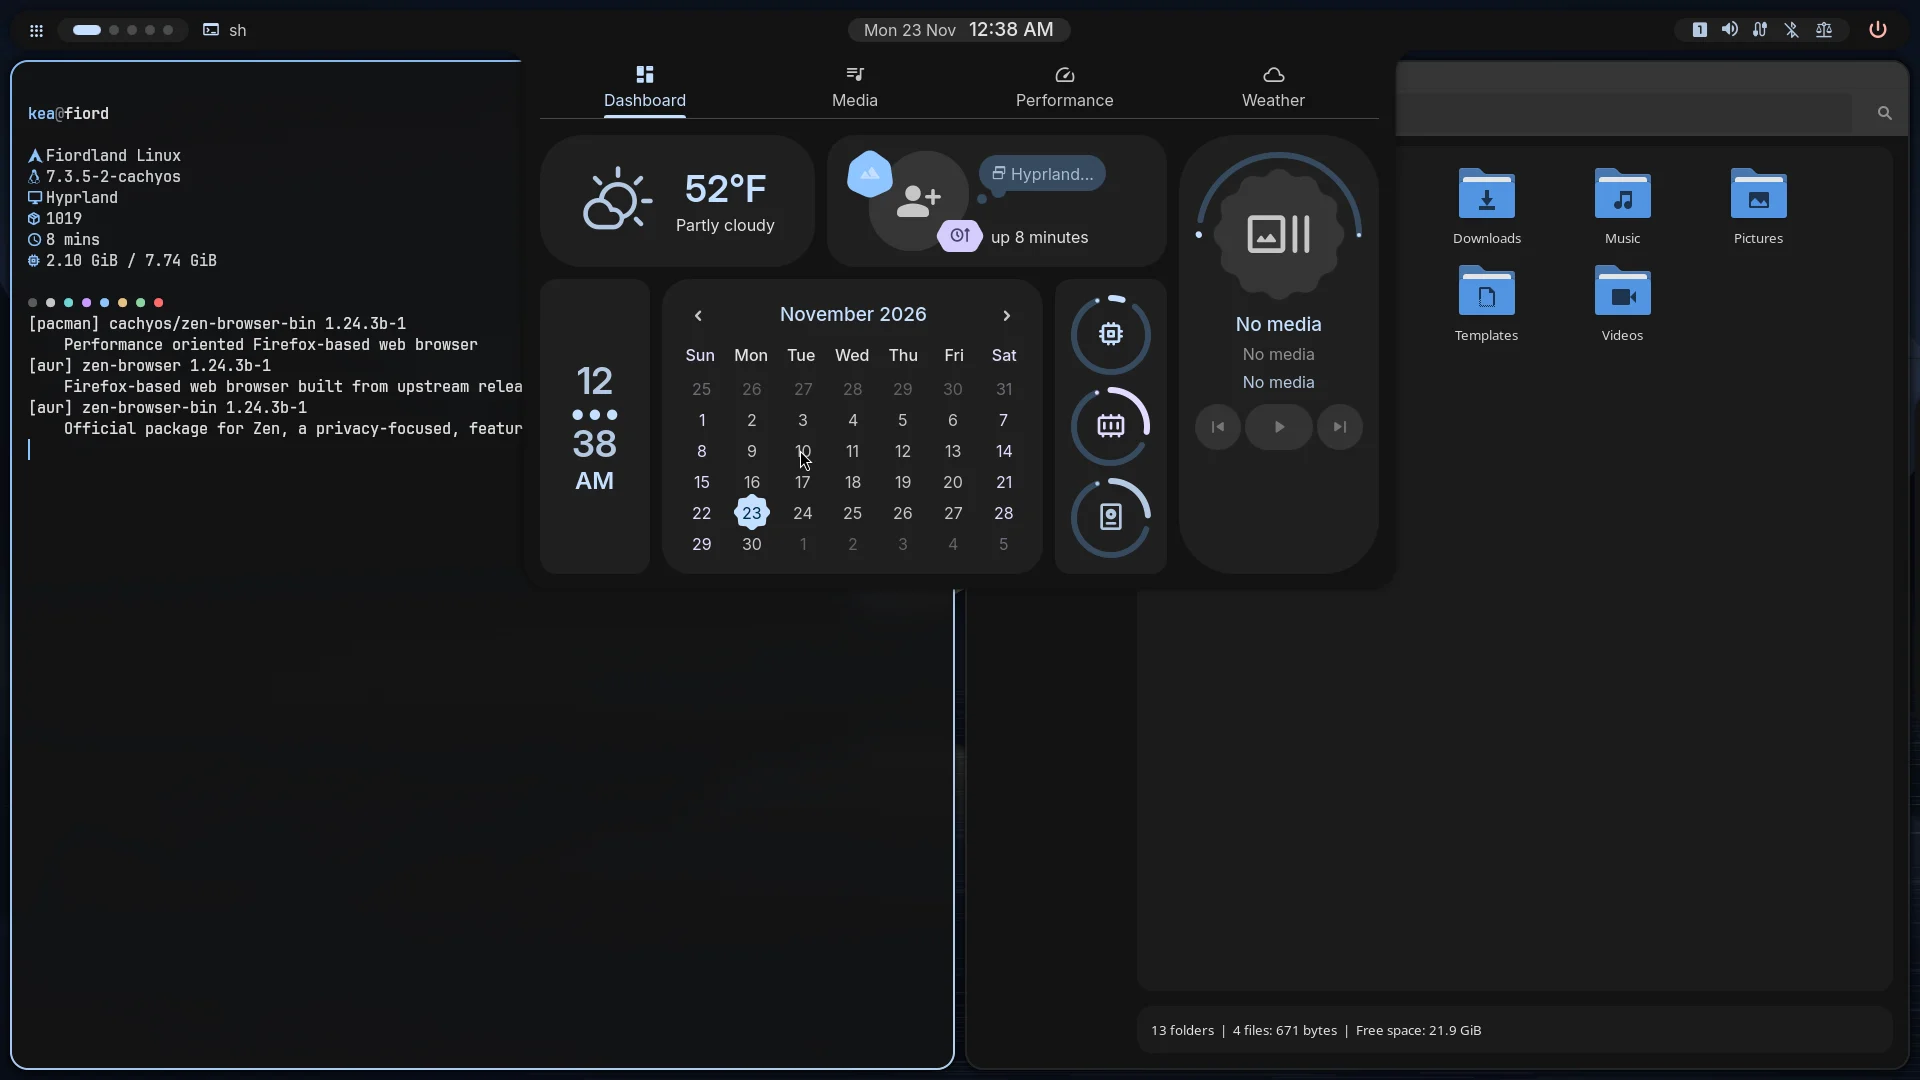 sh
Mon 23 Nov 12:38 AM
1
kea@fiord
Fiordland Linux
7.3.5-2-cachyos
Hyprland
1019
8 mins
2.10 GiB / 7.74 GiB
[pacman] cachyos/zen-browser-bin 1.24.3b-1
Performance oriented Firefox-based web browser
[aur] zen-browser 1.24.3b-1
Firefox-based web browser built from upstream relea
[aur] zen-browser-bin 1.24.3b-1
Official package for Zen, a privacy-focused, featur
Dashboard
Media
Performance
Weather
52°F
Partly cloudy
Hyprland...
up 8 minutes
12
38
AM
November 2026
Sun Mon Tue Wed Thu Fri Sat
25 26 27 28 29 30 31
1 2 3 4 5 6 7
8 9 10 11 12 13 14
15 16 17 18 19 20 21
22 23 24 25 26 27 28
29 30 1 2 3 4 5
No media
No media
No media
Downloads
Music
Pictures
Templates
Videos
13 folders | 4 files: 671 bytes | Free space: 21.9 GiB